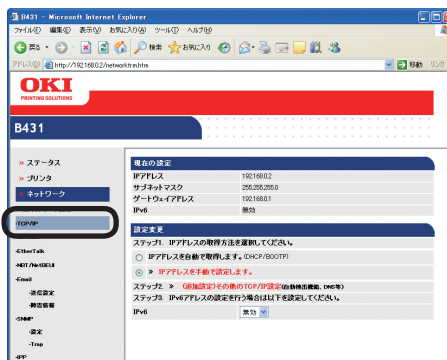 B431 - Microsoft Internet Explorer
ファイル(F) 編集(E) 表示(V) お気に入り(A) ツール(T) ヘルプ(H)
戻る 検索 お気に入り
アドレス(D) http://192.168.0.2/networkfrm.htm 移動 リンク
OKI
PRINTING SOLUTIONS
B431
» ステータス
» プリンタ
» ネットワーク
-TCP/IP
-EtherTalk
-NBT/NetBEUI
-Email
-送信設定
-障害情報
-SNMP
-設定
-Trap
-IPP
現在の設定
IPアドレス 192.168.0.2
サブネットマスク 255.255.255.0
ゲートウェイアドレス 192.168.0.1
IPv6 無効
設定変更
ステップ1. IPアドレスの取得方法を選択してください。
IPアドレスを自動で取得します。(DHCP/BOOTP)
» IPアドレスを手動で設定します。
ステップ2. » (追加設定)その他のTCP/IP設定(自動検出機能、DNS等)
ステップ3. IPv6アドレスの設定を行う場合は以下を設定してください。
IPv6 無効